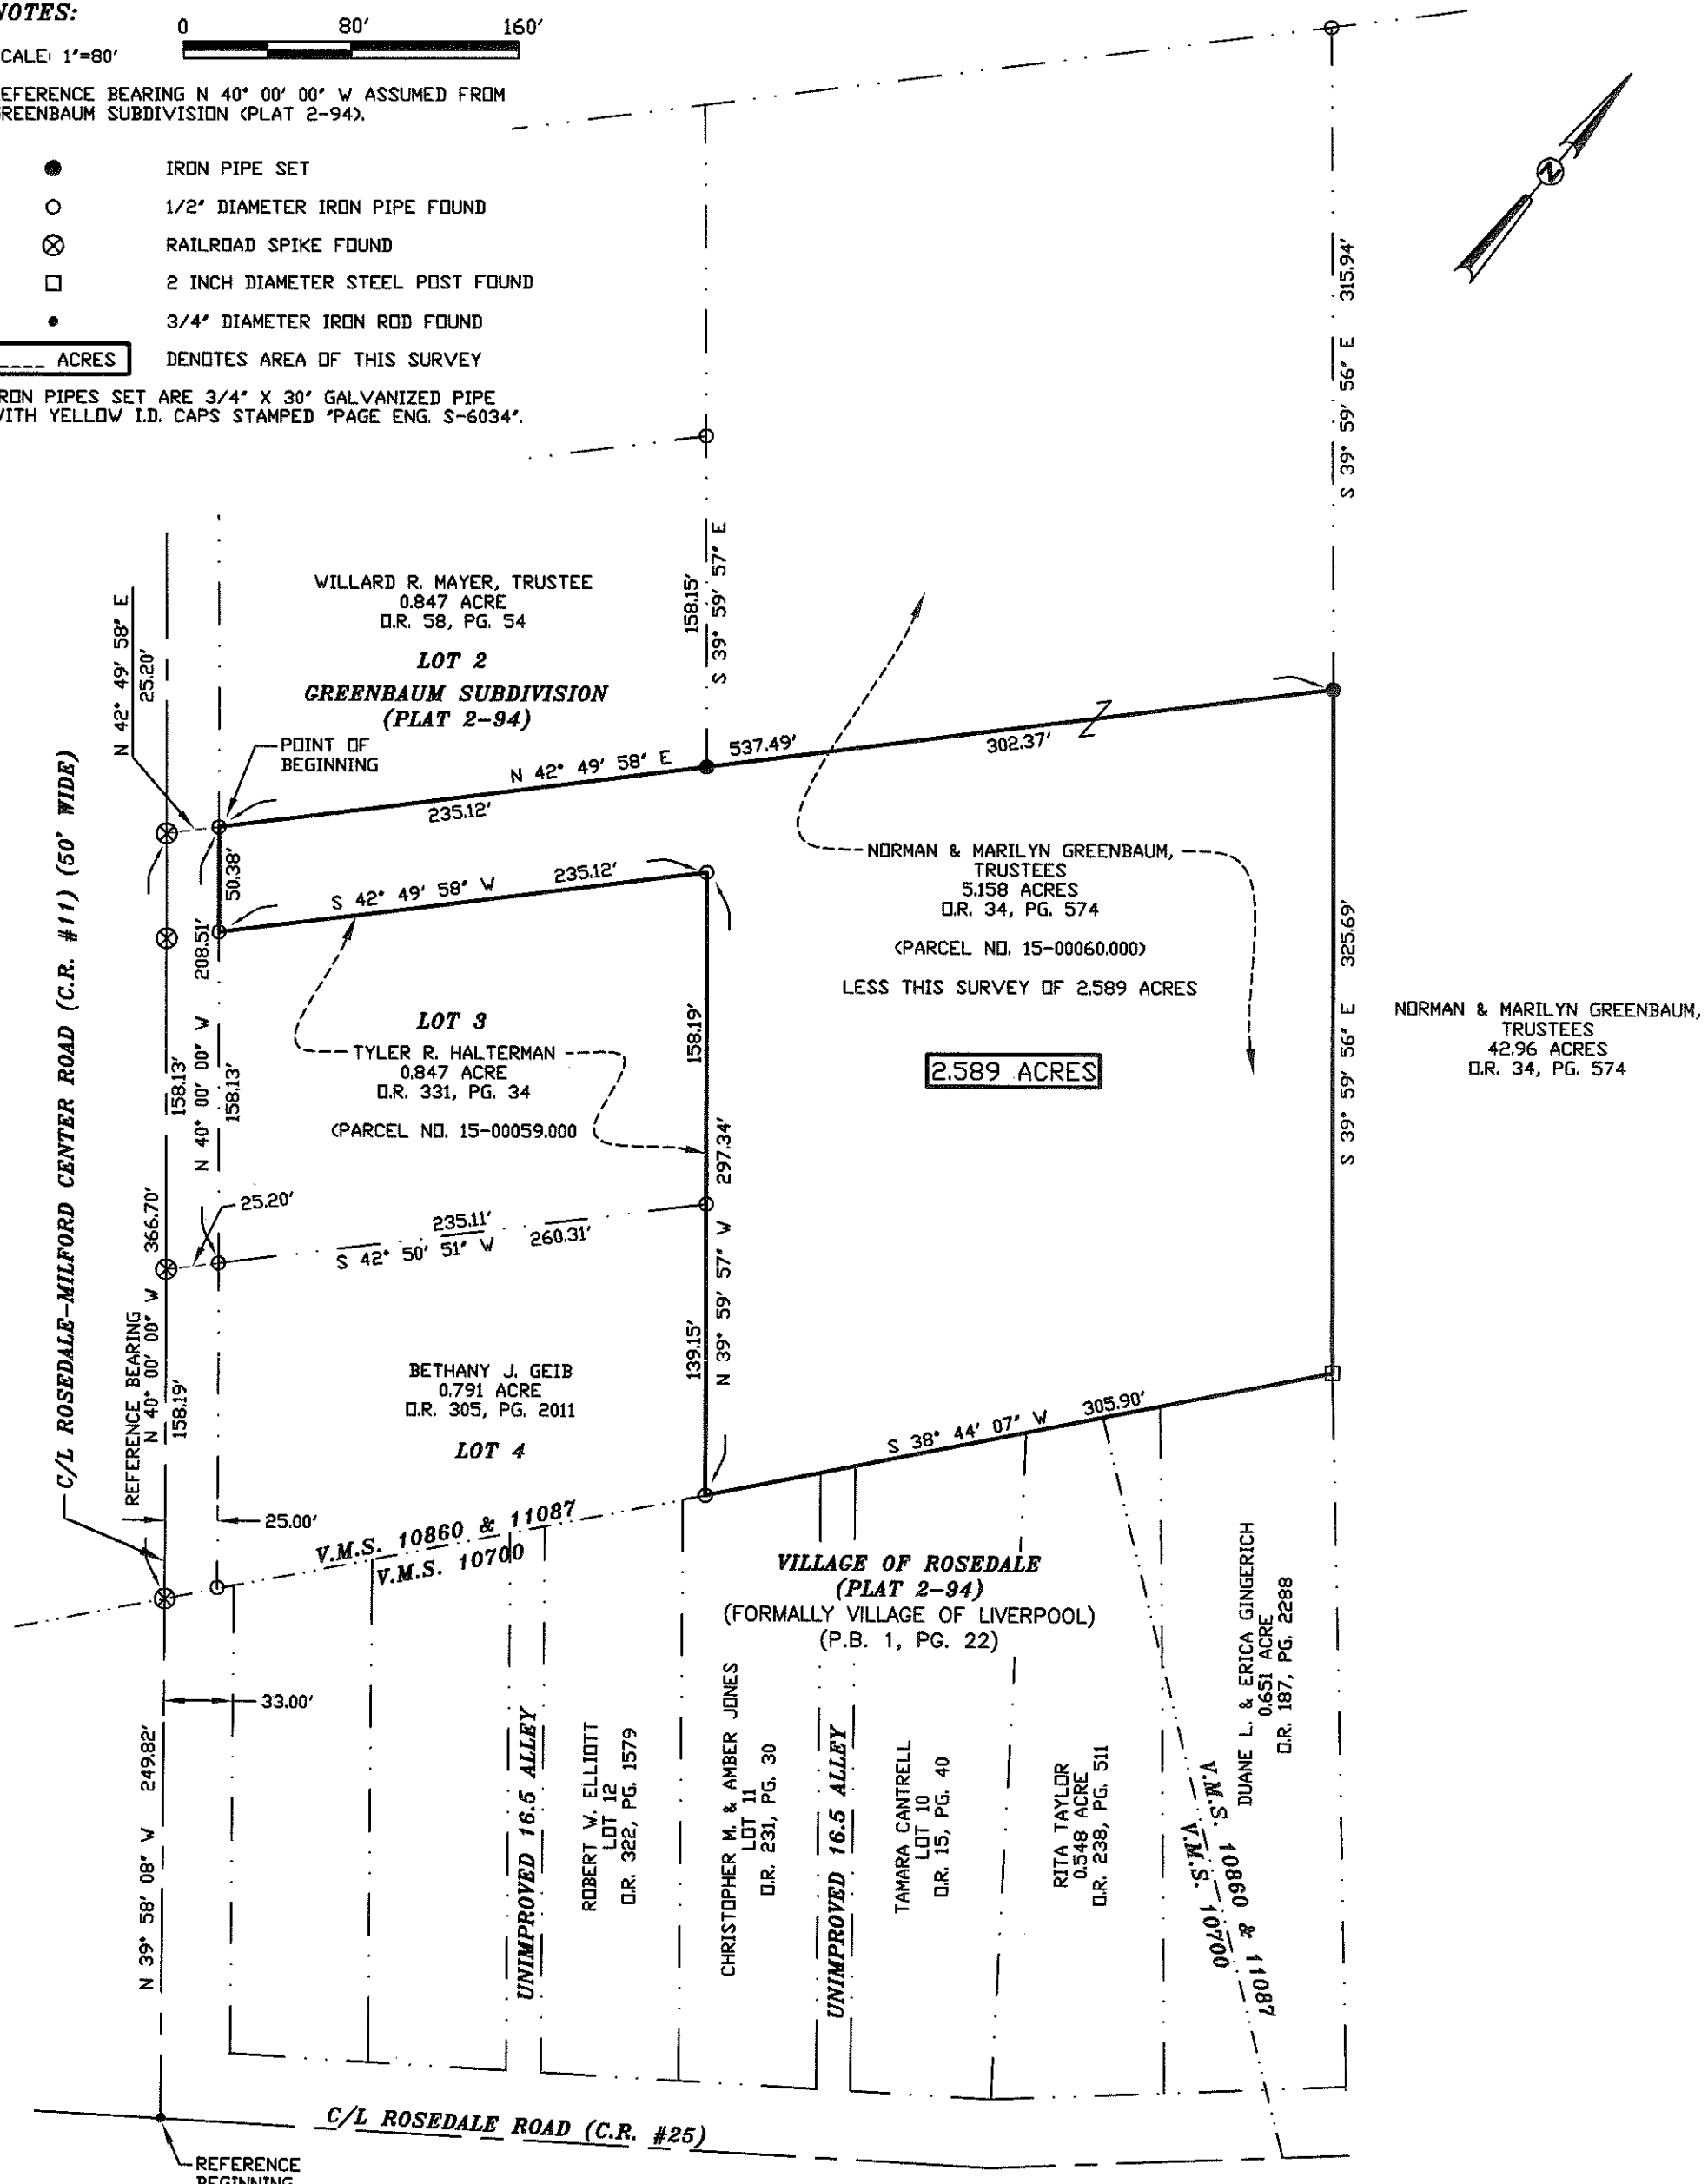 NOTES:
0 80' 160'
CALE: 1"=80'
EFERENCE BEARING N 40° 00' 00" W ASSUMED FROM
GREENBAUM SUBDIVISION (PLAT 2-94).
IRON PIPE SET
1/2" DIAMETER IRON PIPE FOUND
RAILROAD SPIKE FOUND
2 INCH DIAMETER STEEL POST FOUND
3/4" DIAMETER IRON ROD FOUND
____ ACRES DENOTES AREA OF THIS SURVEY
RON PIPES SET ARE 3/4" X 30" GALVANIZED PIPE
WITH YELLOW I.D. CAPS STAMPED "PAGE ENG. S-6034".
N
315.94'
S 39° 59' 56" E
WILLARD R. MAYER, TRUSTEE
0.847 ACRE
O.R. 58, PG. 54
LOT 2
GREENBAUM SUBDIVISION
(PLAT 2-94)
158.15'
S 39° 59' 57" E
N 42° 49' 58" E
25.20'
POINT OF
BEGINNING
N 42° 49' 58" E
537.49'
302.37'
Z
235.12'
C/L ROSEDALE-MILFORD CENTER ROAD (C.R. #11) (50' WIDE)
50.38'
S 42° 49' 58" W
235.12'
NORMAN & MARILYN GREENBAUM,
TRUSTEES
5.158 ACRES
O.R. 34, PG. 574
(PARCEL NO. 15-00060.000)
LESS THIS SURVEY OF 2.589 ACRES
325.69'
S 39° 59' 56" E
NORMAN & MARILYN GREENBAUM,
TRUSTEES
42.96 ACRES
O.R. 34, PG. 574
208.51'
N 40° 00' 00" W
158.13'
158.13'
LOT 3
TYLER R. HALTERMAN
0.847 ACRE
O.R. 331, PG. 34
(PARCEL NO. 15-00059.000
158.19'
2.589 ACRES
297.34'
N 39° 59' 57" W
139.15'
366.70'
25.20'
235.11'
S 42° 50' 51" W
260.31'
REFERENCE BEARING
N 40° 00' 00" W
158.19'
BETHANY J. GEIB
0.791 ACRE
O.R. 305, PG. 2011
LOT 4
S 38° 44' 07" W
305.90'
25.00'
V.M.S. 10860 & 11087
V.M.S. 10700
VILLAGE OF ROSEDALE
(PLAT 2-94)
(FORMALLY VILLAGE OF LIVERPOOL)
(P.B. 1, PG. 22)
33.00'
N 39° 58' 08" W 249.82'
UNIMPROVED 16.5 ALLEY
ROBERT W. ELLIOTT
LOT 12
O.R. 322, PG. 1579
CHRISTOPHER M. & AMBER JONES
LOT 11
O.R. 231, PG. 30
UNIMPROVED 16.5 ALLEY
TAMARA CANTRELL
LOT 10
O.R. 15, PG. 40
RITA TAYLOR
0.548 ACRE
O.R. 238, PG. 511
V.M.S. 10860 & 11087
V.M.S. 10700
DUANE L. & ERICA GINGERICH
0.651 ACRE
O.R. 187, PG. 2288
C/L ROSEDALE ROAD (C.R. #25)
REFERENCE
BEGINNING